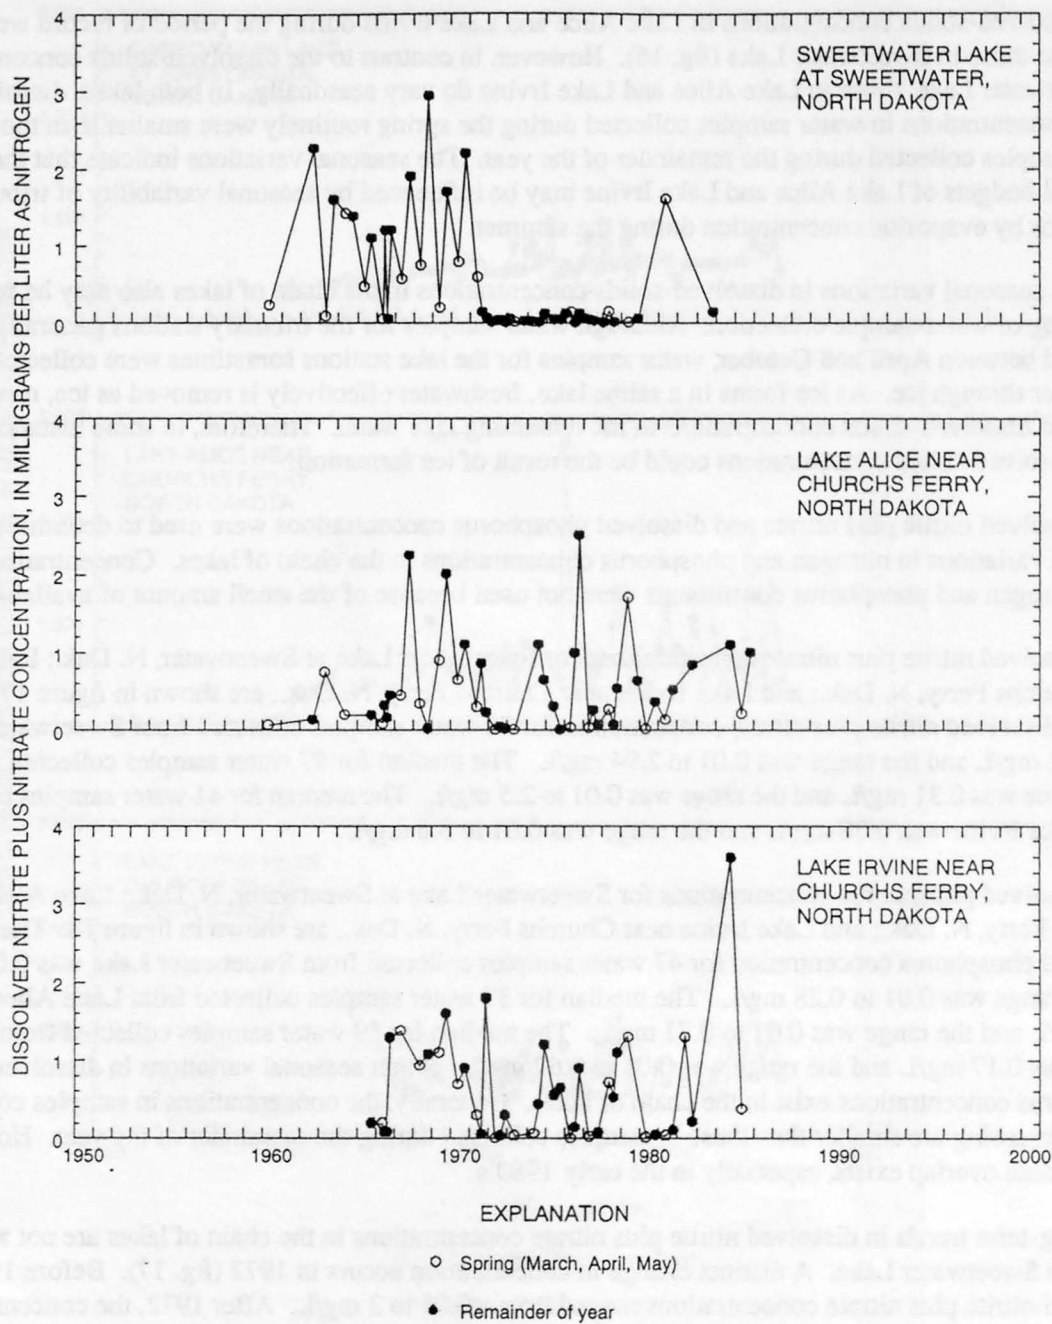 DISSOLVED ENTRITE PLUS NITRATE CONCENTRATION, IN MILLIGRAMS PER LITER AS NITROGEN
4
3
2
1
0
SWEETWATER LAKE
AT SWEETWATER,
NORTH DAKOTA
4
3
2
1
0
LAKE ALICE NEAR
CHURCHS FERRY,
NORTH DAKOTA
4
3
2
1
0
LAKE IRVINE NEAR
CHURCHS FERRY,
NORTH DAKOTA
1950 1960 1970 1980 1990 2000
EXPLANATION
Spring (March, April, May)
Remainder of year